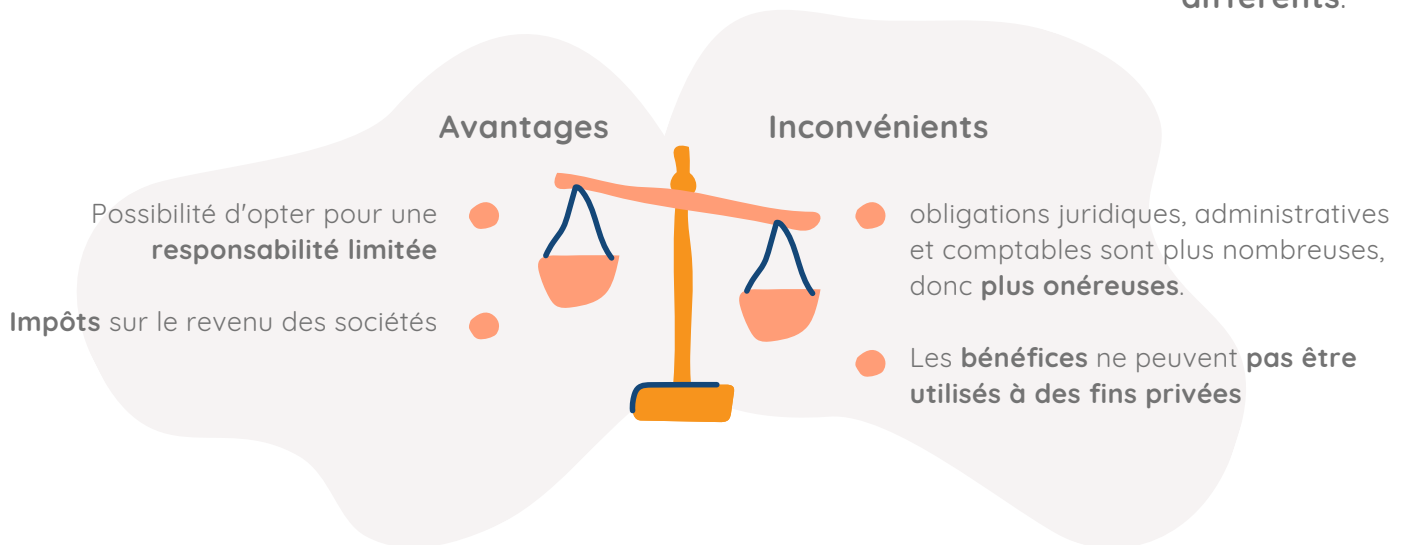 différents.
Avantages
Possibilité d'opter pour une
responsabilité limitée
Impôts sur le revenu des sociétés
Inconvénients
obligations juridiques, administratives
et comptables sont plus nombreuses,
donc plus onéreuses.
Les bénéfices ne peuvent pas être
utilisés à des fins privées